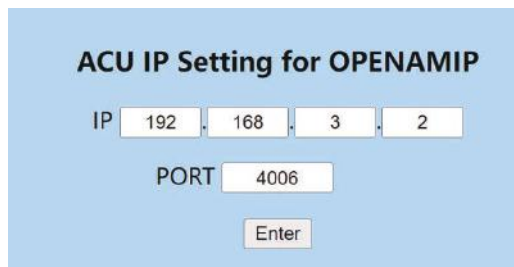 ACU IP Setting for OPENAMIP
IP 192 . 168 . 3 . 2
PORT 4006
Enter